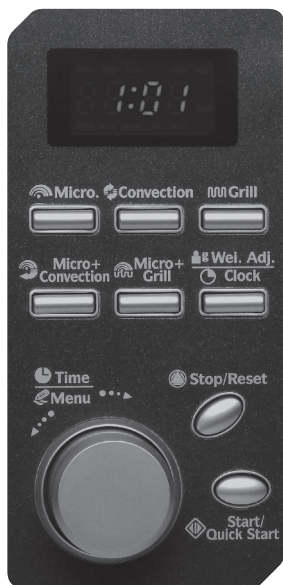 1:01
Micro. Convection Grill
Micro+ Convection Micro+ Grill g Wei. Adj. Clock
Time
Menu
Stop/Reset
Start/
Quick Start